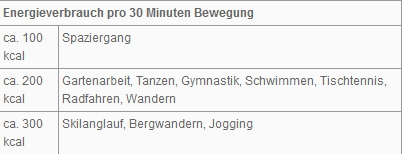 Energieverbrauch pro 30 Minuten Bewegung
ca. 100 Spaziergang
kcal
ca. 200 Gartenarbeit, Tanzen, Gymnastik, Schwimmen, Tischtennis,
kcal Radfahren, Wandern
ca. 300 Skilanglauf, Bergwandern, Jogging
kcal